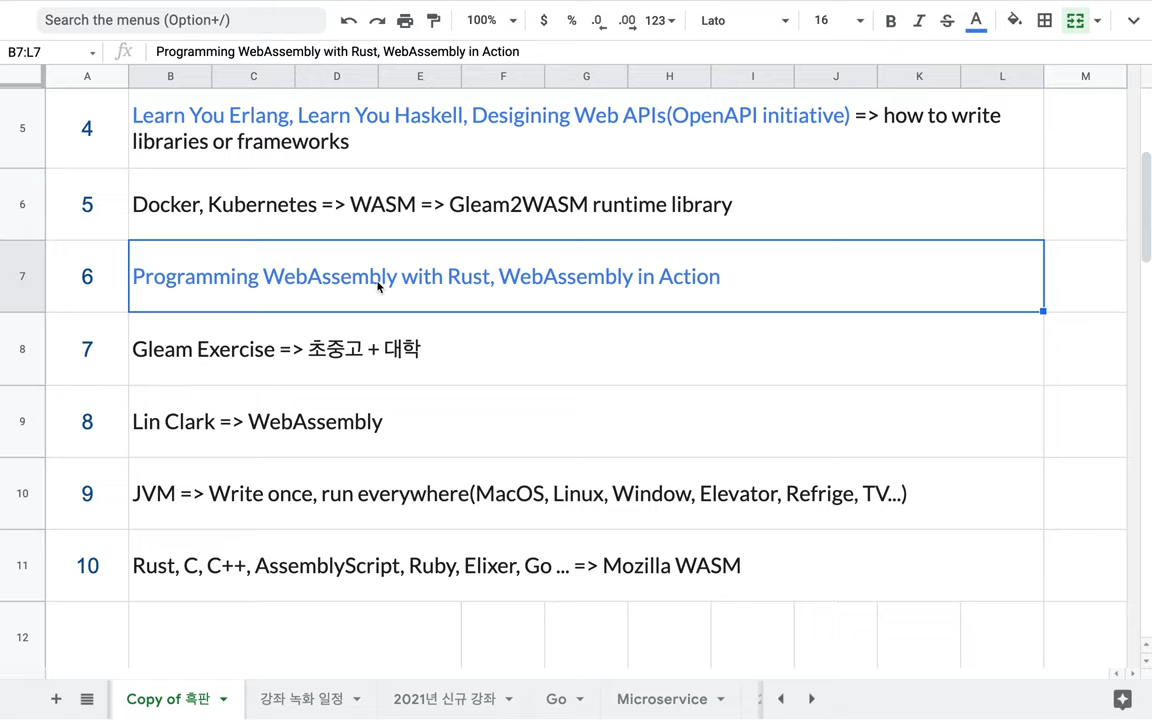 Search the menus (Option+/)
100%
$
%
.0
.00
123
Lato
16
B
I
S
A
B7:L7
fx
Programming WebAssembly with Rust, WebAssembly in Action
A
B
C
D
E
F
G
H
I
J
K
L
M
5
4
Learn You Erlang, Learn You Haskell, Desigining Web APIs(OpenAPI initiative) => how to write
libraries or frameworks
6
5
Docker, Kubernetes => WASM => Gleam2WASM runtime library
7
6
Programming WebAssembly with Rust, WebAssembly in Action
8
7
Gleam Exercise => 초중고 + 대학
9
8
Lin Clark => WebAssembly
10
9
JVM => Write once, run everywhere(MacOS, Linux, Window, Elevator, Refrige, TV...)
11
10
Rust, C, C++, AssemblyScript, Ruby, Elixer, Go ... => Mozilla WASM
12
Copy of 흑판
강좌 녹화 일정
2021년 신규 강좌
Go
Microservice